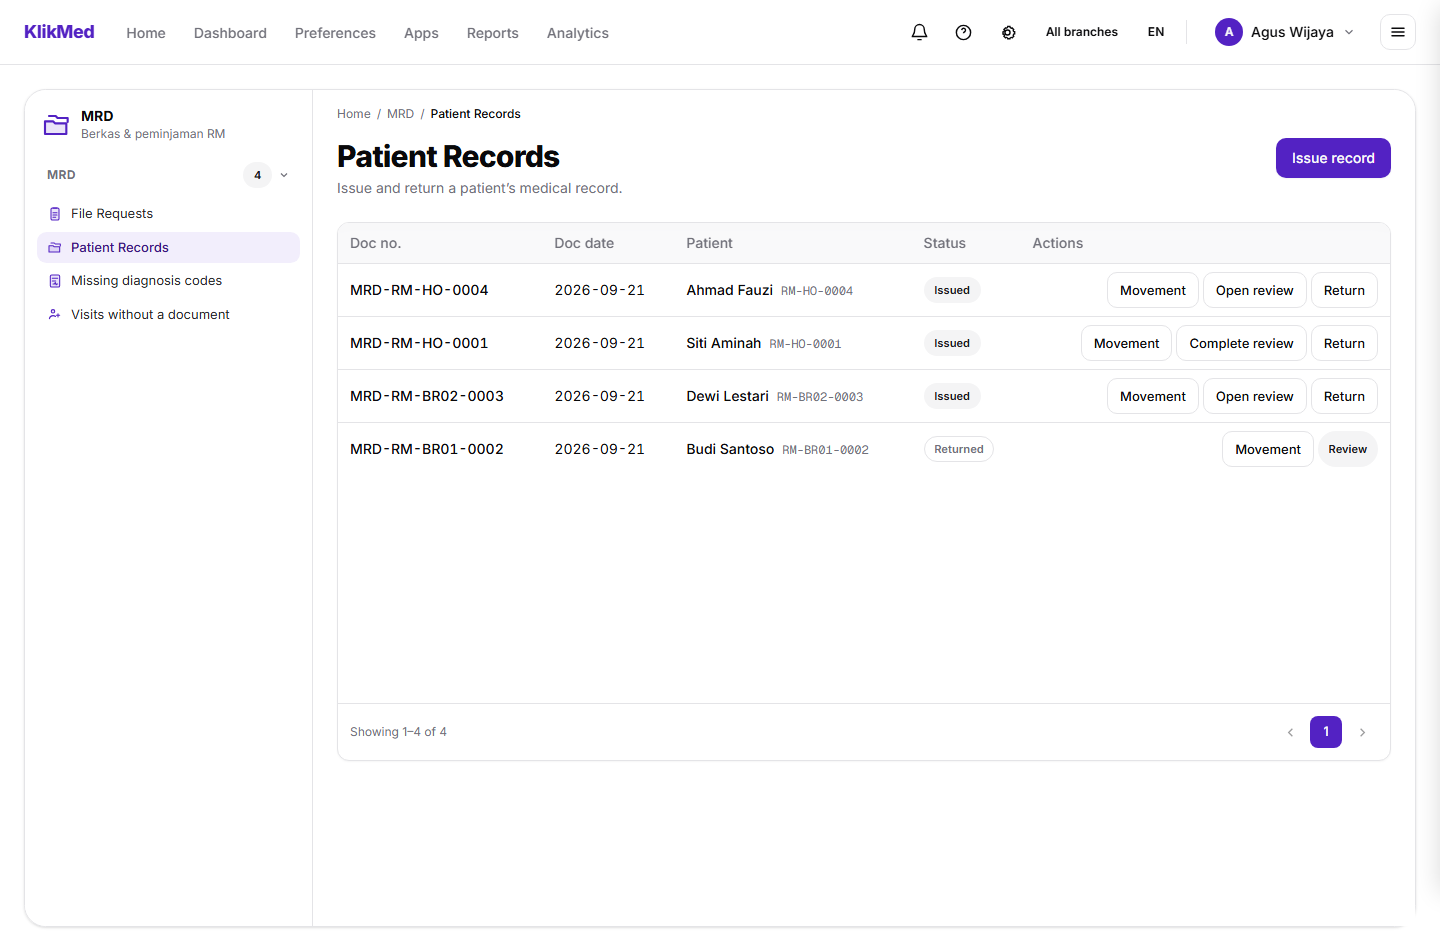 KlikMed Home Dashboard Preferences Apps Reports Analytics All branches EN A Agus Wijaya
MRD
Berkas & peminjaman RM
MRD 4
File Requests
Patient Records
Missing diagnosis codes
Visits without a document
Home / MRD / Patient Records
Patient Records
Issue record
Issue and return a patient’s medical record.
Doc no. Doc date Patient Status Actions
MRD-RM-HO-0004 2026-09-21 Ahmad Fauzi RM-HO-0004 Issued Movement Open review Return
MRD-RM-HO-0001 2026-09-21 Siti Aminah RM-HO-0001 Issued Movement Complete review Return
MRD-RM-BR02-0003 2026-09-21 Dewi Lestari RM-BR02-0003 Issued Movement Open review Return
MRD-RM-BR01-0002 2026-09-21 Budi Santoso RM-BR01-0002 Returned Movement Review
Showing 1–4 of 4 1